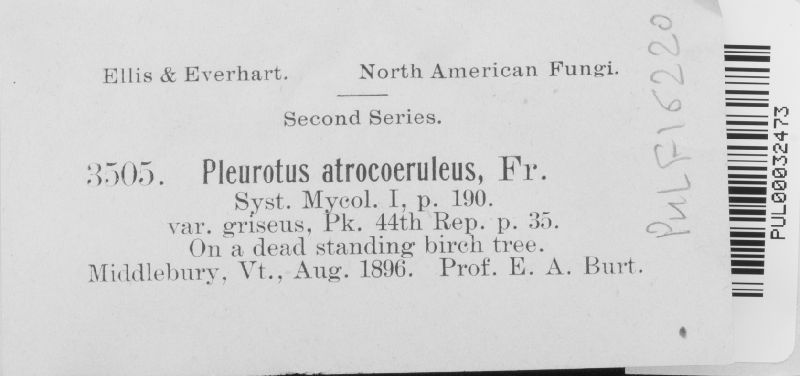 Ellis & Everhart. North American Fungi.
Second Series.
3505. Pleurotus atrocoeruleus, Fr.
Syst. Mycol. I, p. 190.
var. griseus, Pk. 44th Rep. p. 35.
On a dead standing birch tree.
Middlebury, Vt., Aug. 1896. Prof. E. A. Burt.
PUL F16220
PUL00032473